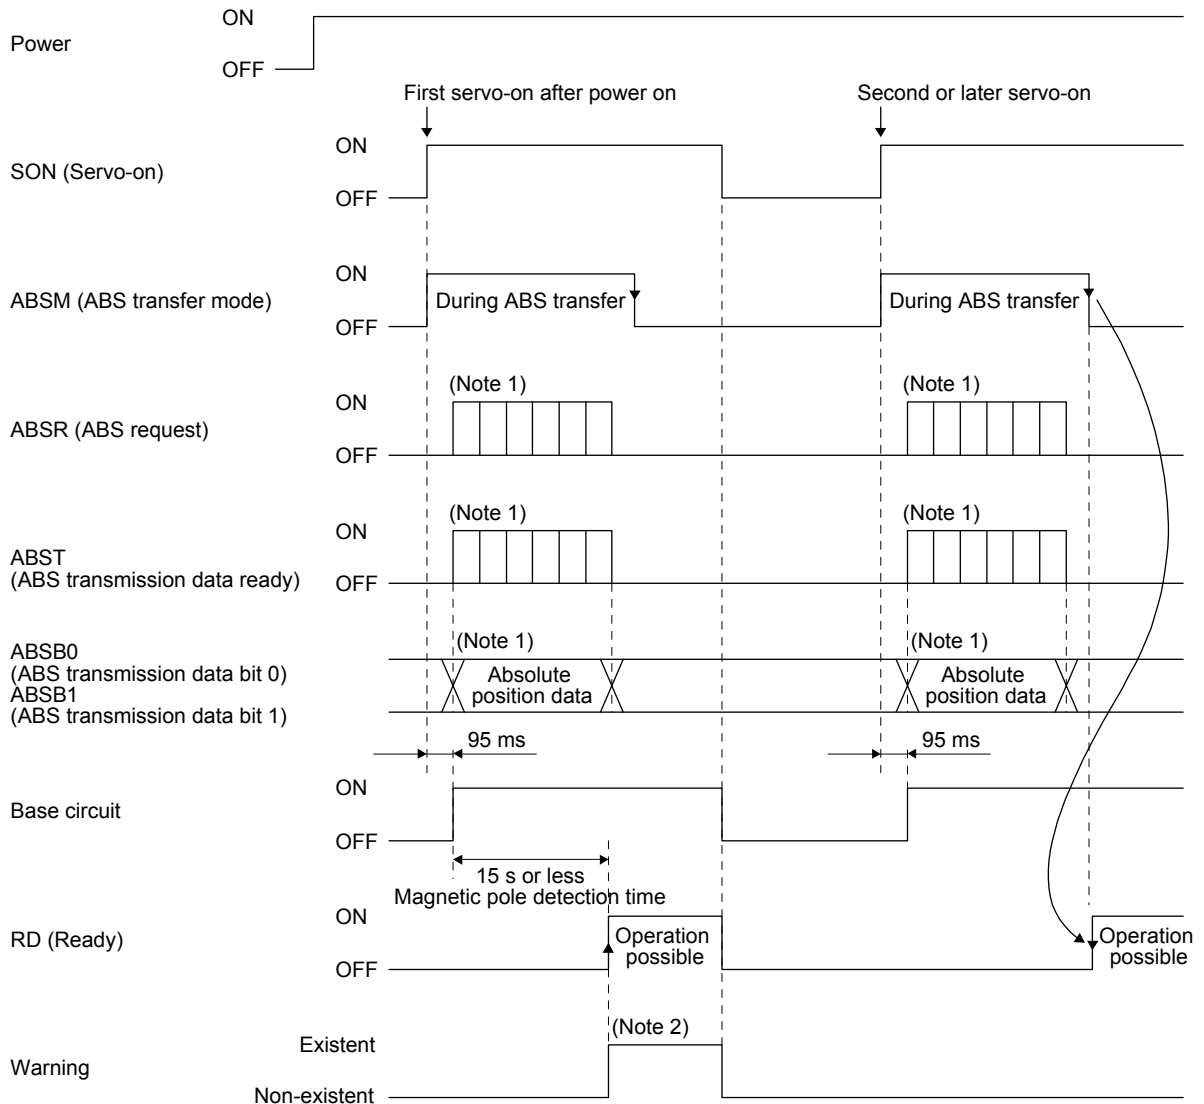 ON
Power
OFF
First servo-on after power on
Second or later servo-on
ON
SON (Servo-on)
OFF
ON
ABSM (ABS transfer mode)
During ABS transfer
During ABS transfer
OFF
(Note 1)
(Note 1)
ON
ABSR (ABS request)
OFF
(Note 1)
(Note 1)
ON
ABST
(ABS transmission data ready)
OFF
ABSB0
(ABS transmission data bit 0)
ABSB1
(ABS transmission data bit 1)
(Note 1)
Absolute
position data
(Note 1)
Absolute
position data
95 ms
95 ms
ON
Base circuit
OFF
15 s or less
Magnetic pole detection time
ON
RD (Ready)
Operation
possible
Operation
possible
OFF
(Note 2)
Existent
Warning
Non-existent